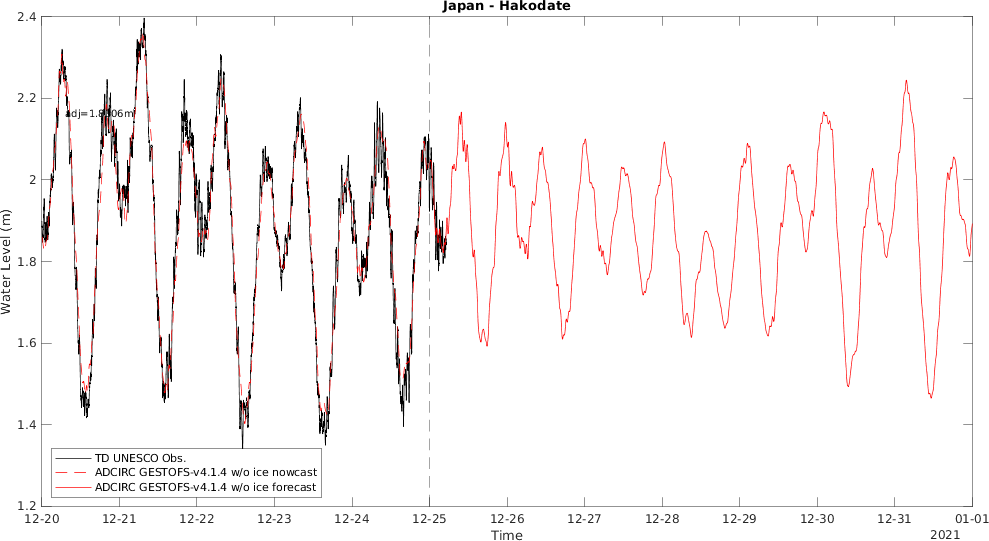 Japan - Hakodate
2.4
2.2
2
1.8
1.6
1.4
1.2
Water Level (m)
TD UNESCO Obs.
ADCIRC GESTOFS-v4.1.4 w/o ice nowcast
ADCIRC GESTOFS-v4.1.4 w/o ice forecast
12-20 12-21 12-22 12-23 12-24 12-25 12-26 12-27 12-28 12-29 12-30 12-31 01-01
Time
2021